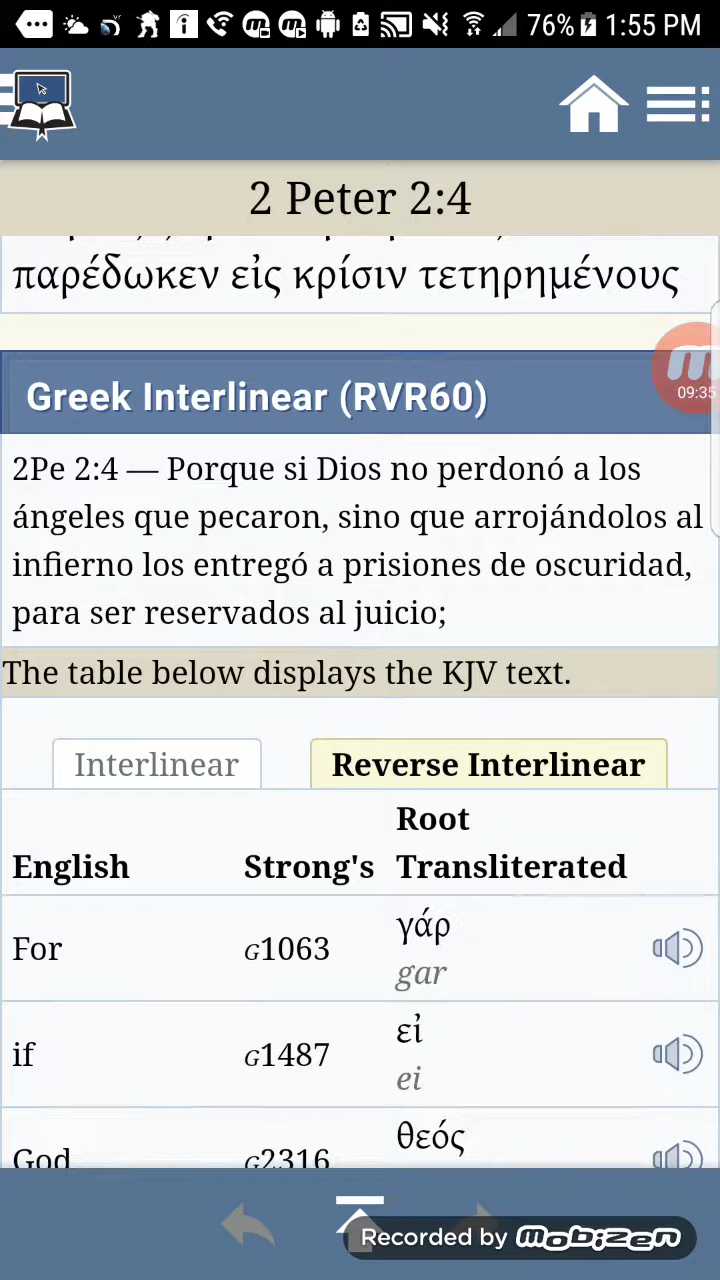 76% 1:55 PM
2 Peter 2:4
παρέδωκεν εἰς κρίσιν τετηρημένους
Greek Interlinear (RVR60)
09:35
2Pe 2:4 — Porque si Dios no perdonó a los
ángeles que pecaron, sino que arrojándolos al
infierno los entregó a prisiones de oscuridad,
para ser reservados al juicio;
The table below displays the KJV text.
Interlinear Reverse Interlinear
Root
English Strong's Transliterated
γάρ
For G1063
gar
εἰ
if G1487
ei
θεός
God G2316
Recorded by mobizen